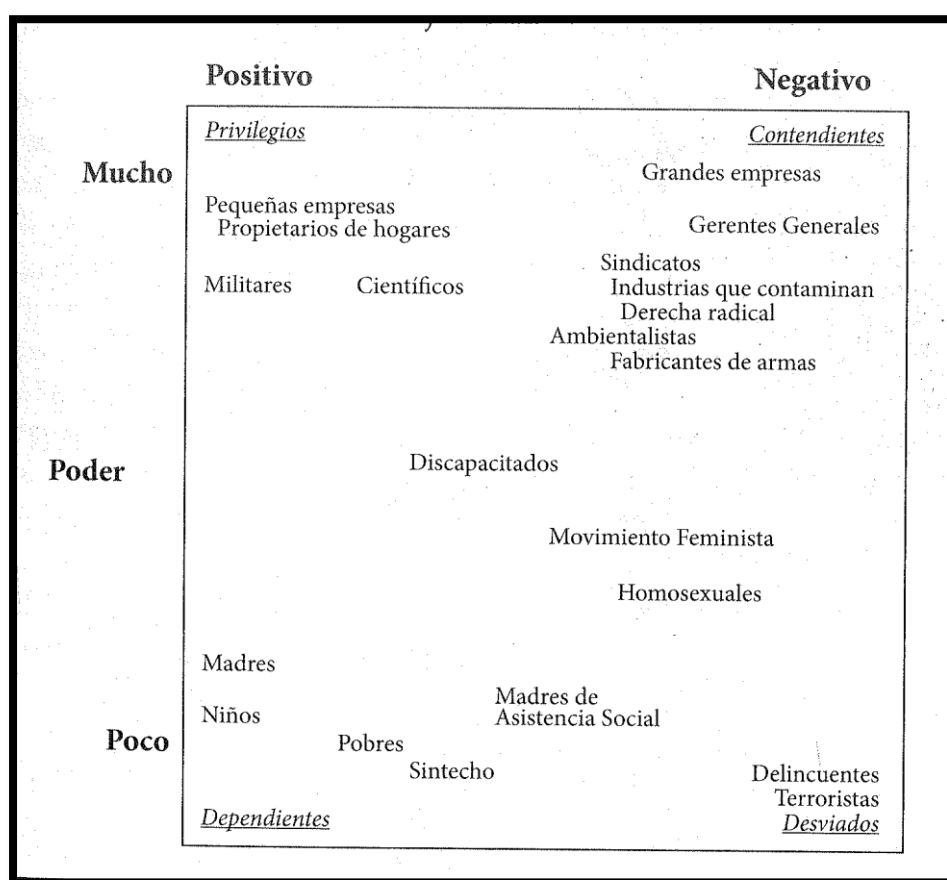 Positivo
Negativo
Privilegios
Contendientes
Mucho
Grandes empresas
Pequeñas empresas
Propietarios de hogares
Gerentes Generales
Sindicatos
Militares
Científicos
Industrias que contaminan
Derecha radical
Ambientalistas
Fabricantes de armas
Poder
Discapacitados
Movimiento Feminista
Homosexuales
Madres
Niños
Madres de
Asistencia Social
Poco
Pobres
Sintecho
Delincuentes
Terroristas
Dependientes
Desviados